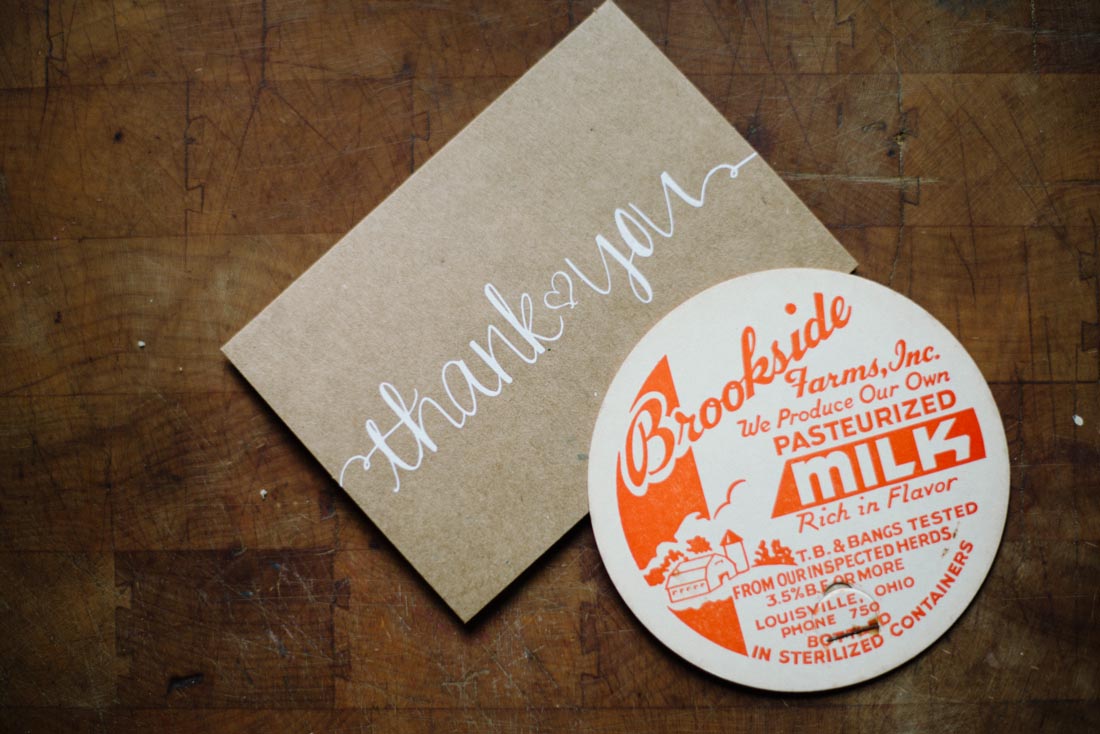 thank you
Brookside
Farms, Inc.
We Produce Our Own
PASTEURIZED
MILK
Rich in Flavor
T.B. & BANGS TESTED
FROM OUR INSPECTED HERDS,
3.5% B.F. OR MORE
LOUISVILLE, OHIO
PHONE 750
BOTTLED
IN STERILIZED CONTAINERS